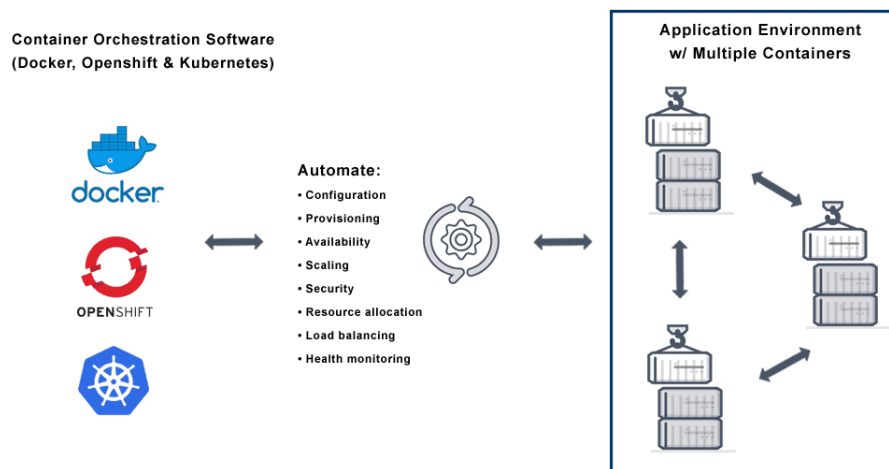 Container Orchestration Software
(Docker, Openshift & Kubernetes)
docker
OPENSHIFT
Automate:
• Configuration
• Provisioning
• Availability
• Scaling
• Security
• Resource allocation
• Load balancing
• Health monitoring
Application Environment
w/ Multiple Containers